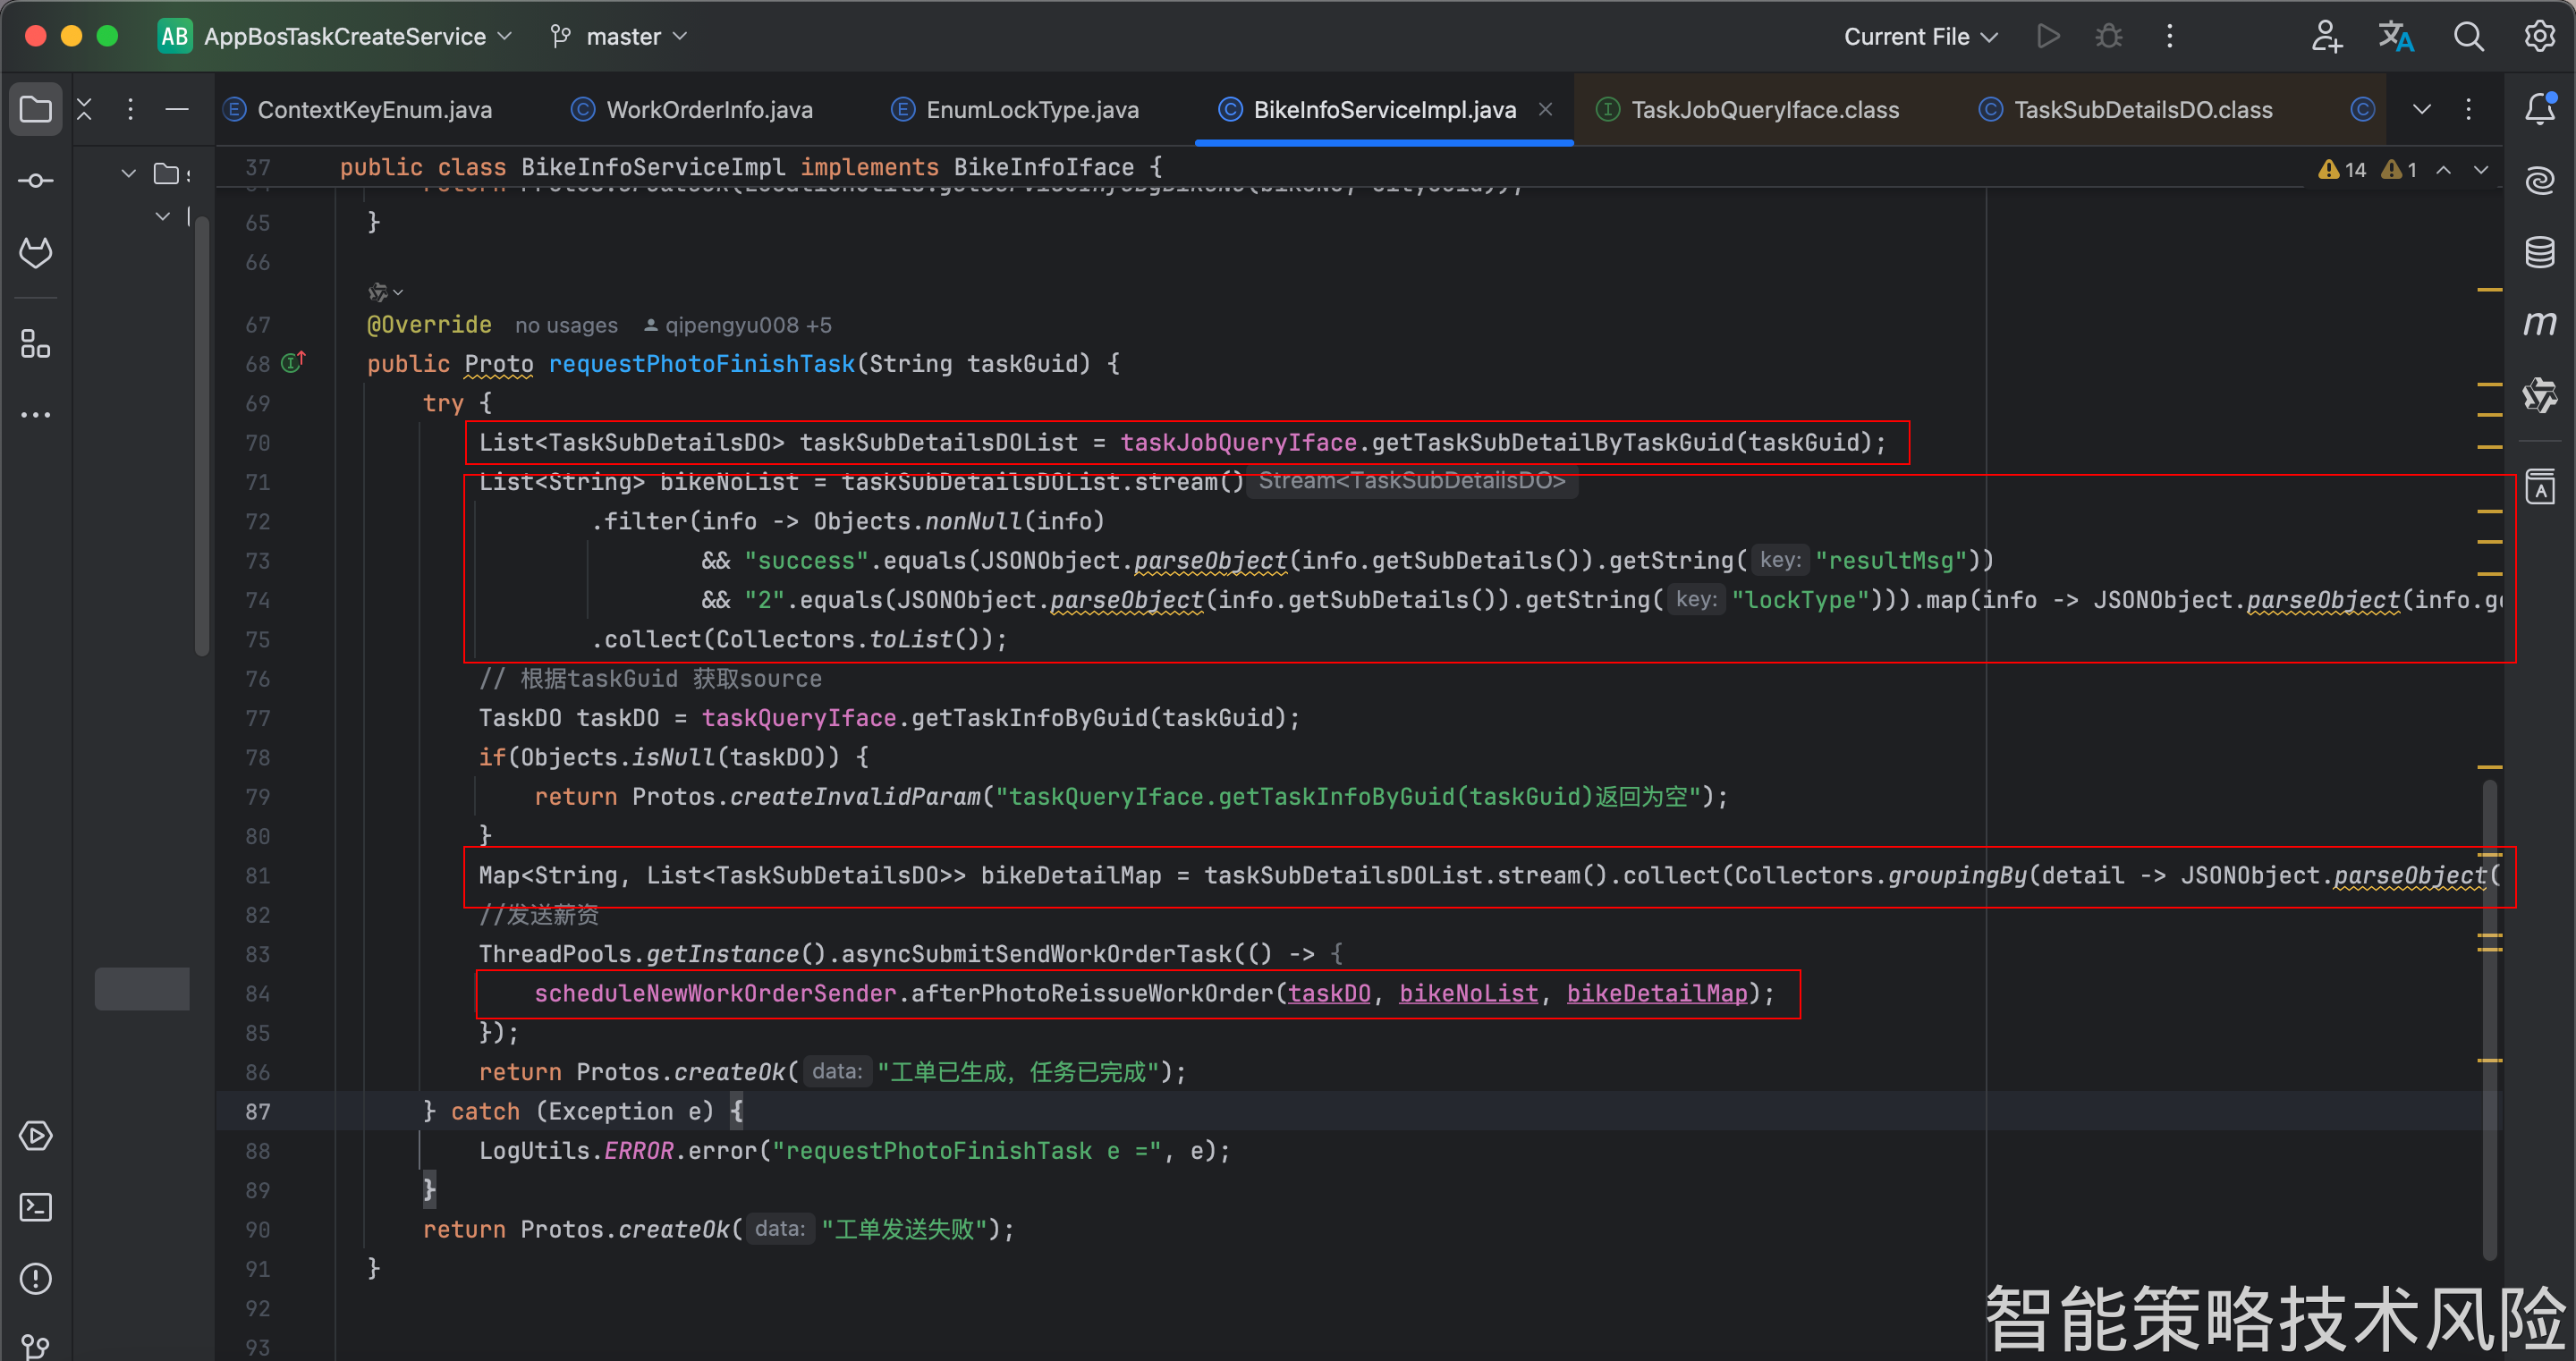 AB AppBosTaskCreateService master Current File
ContextKeyEnum.java WorkOrderInfo.java EnumLockType.java BikeInfoServiceImpl.java TaskJobQueryIface.class TaskSubDetailsDO.class
37 public class BikeInfoServiceImpl implements BikeInfoIface { 14 1
65 }
66
67 @Override no usages qipengyu008 +5
68 public Proto requestPhotoFinishTask(String taskGuid) {
69 try {
70 List<TaskSubDetailsDO> taskSubDetailsDOList = taskJobQueryIface.getTaskSubDetailByTaskGuid(taskGuid);
71 List<String> bikeNoList = taskSubDetailsDOList.stream() Stream<TaskSubDetailsDO>
72 .filter(info -> Objects.nonNull(info)
73 && "success".equals(JSONObject.parseObject(info.getSubDetails()).getString( key: "resultMsg"))
74 && "2".equals(JSONObject.parseObject(info.getSubDetails()).getString( key: "lockType"))).map(info -> JSONObject.parseObject(info.g
75 .collect(Collectors.toList());
76 // 根据taskGuid 获取source
77 TaskDO taskDO = taskQueryIface.getTaskInfoByGuid(taskGuid);
78 if(Objects.isNull(taskDO)) {
79 return Protos.createInvalidParam("taskQueryIface.getTaskInfoByGuid(taskGuid)返回为空");
80 }
81 Map<String, List<TaskSubDetailsDO>> bikeDetailMap = taskSubDetailsDOList.stream().collect(Collectors.groupingBy(detail -> JSONObject.parseObject(
82 //发送薪资
83 ThreadPools.getInstance().asyncSubmitSendWorkOrderTask(() -> {
84 scheduleNewWorkOrderSender.afterPhotoReissueWorkOrder(taskDO, bikeNoList, bikeDetailMap);
85 });
86 return Protos.createOk( data: "工单已生成，任务已完成");
87 } catch (Exception e) {
88 LogUtils.ERROR.error("requestPhotoFinishTask e =", e);
89 }
90 return Protos.createOk( data: "工单发送失败");
91 }
92
93
智能策略技术风险